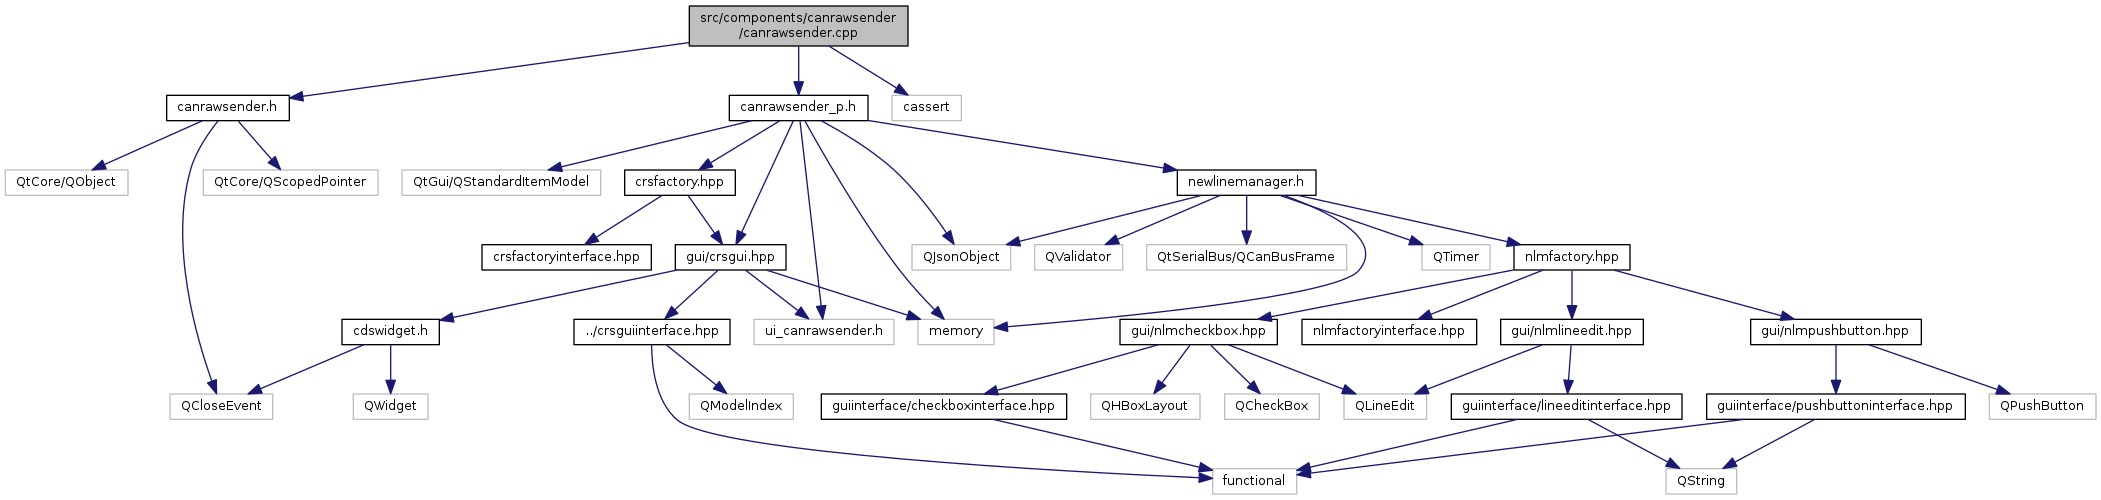 src/components/canrawsender
/canrawsender.cpp
canrawsender.h
canrawsender_p.h
cassert
QtCore/QObject
QtCore/QScopedPointer
QtGui/QStandardItemModel
crsfactory.hpp
newlinemanager.h
crsfactoryinterface.hpp
gui/crsgui.hpp
QJsonObject
QValidator
QtSerialBus/QCanBusFrame
QTimer
nlmfactory.hpp
cdswidget.h
../crsguiinterface.hpp
ui_canrawsender.h
memory
gui/nlmcheckbox.hpp
nlmfactoryinterface.hpp
gui/nlmlineedit.hpp
gui/nlmpushbutton.hpp
QCloseEvent
QWidget
QModelIndex
guiinterface/checkboxinterface.hpp
QHBoxLayout
QCheckBox
QLineEdit
guiinterface/lineeditinterface.hpp
guiinterface/pushbuttoninterface.hpp
QPushButton
functional
QString